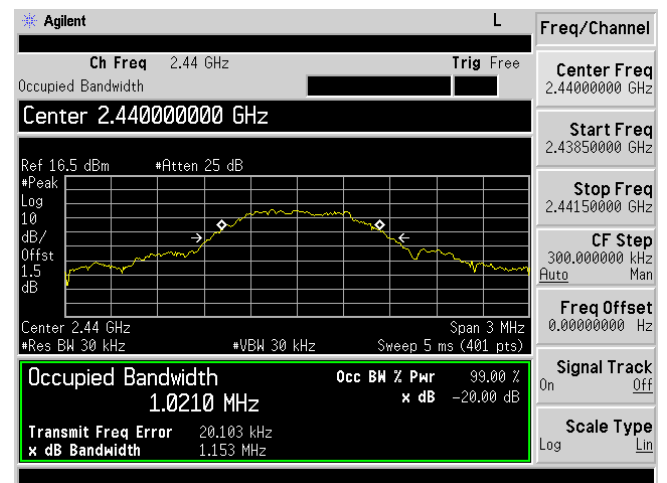 Agilent L
Ch Freq 2.44 GHz Trig Free
Occupied Bandwidth
Center 2.440000000 GHz
Ref 16.5 dBm #Atten 25 dB
#Peak
Log
10
dB/
Offst
1.5
dB
Center 2.44 GHz Span 3 MHz
#Res BW 30 kHz #VBW 30 kHz Sweep 5 ms (401 pts)
Occupied Bandwidth Occ BW % Pwr 99.00 %
1.0210 MHz x dB -20.00 dB
Transmit Freq Error 20.103 kHz
x dB Bandwidth 1.153 MHz
Freq/Channel
Center Freq
2.44000000 GHz
Start Freq
2.43850000 GHz
Stop Freq
2.44150000 GHz
CF Step
300.000000 kHz
Auto Man
Freq Offset
0.00000000 Hz
Signal Track
On Off
Scale Type
Log Lin